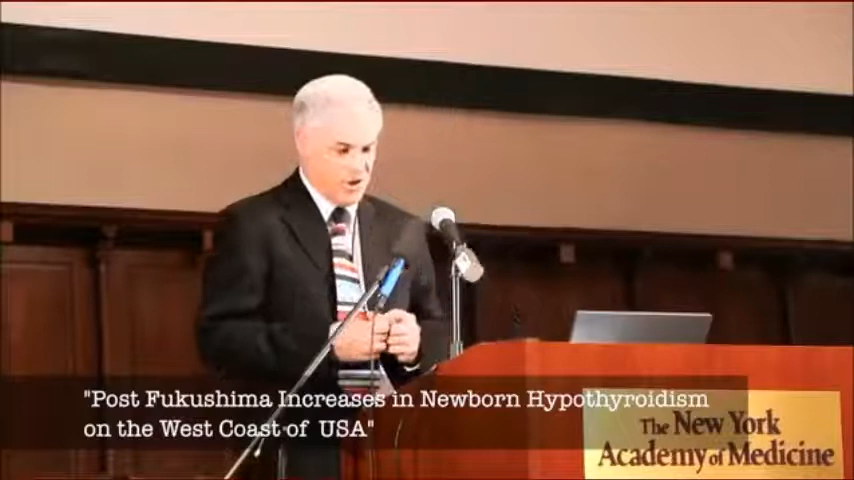 "Post Fukushima Increases in Newborn Hypothyroidism
on the West Coast of USA"
The New York
Academy of Medicine